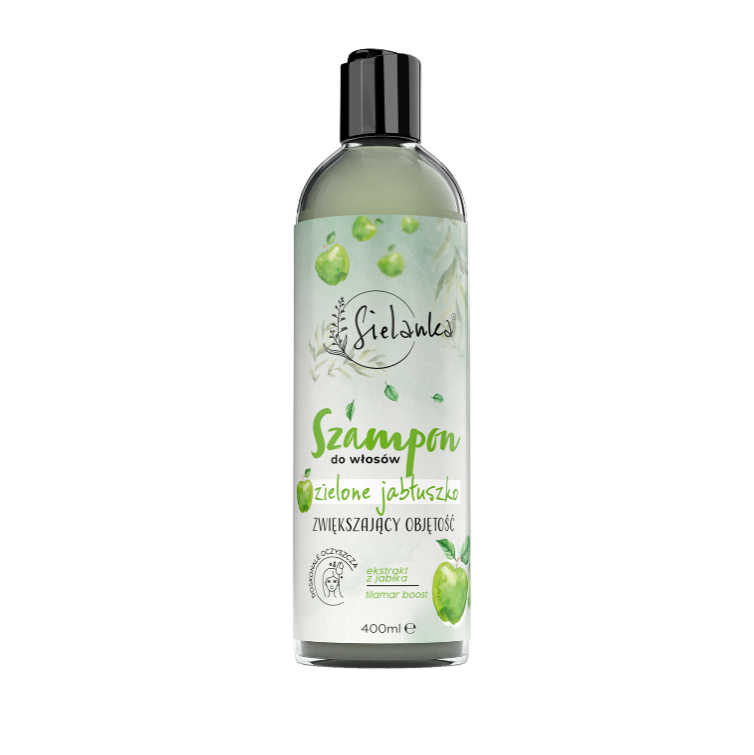 Sielanka
Szampon
do włosów
zielone jabłuszko
ZWIĘKSZAJĄCY OBJĘTOŚĆ
DOSKONALE OCZYSZCZA
ekstrakt
z jabłka
tilamar boost
400ml ℮